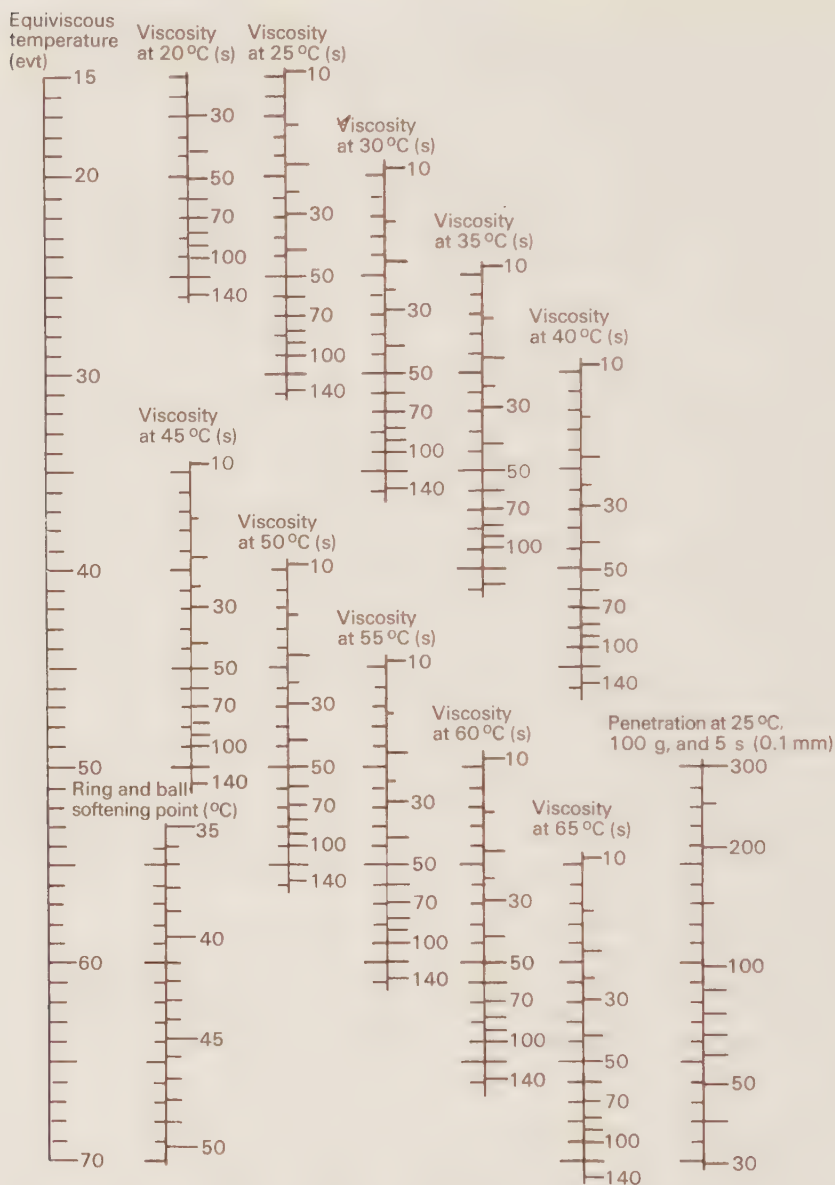 Equiviscous
temperature
(evt)
15
20
30
40
50
60
70
Viscosity
at 20 °C (s)
30
50
70
100
140
Viscosity
at 25 °C (s)
10
30
50
70
100
140
Viscosity
at 30 °C (s)
10
30
50
70
100
140
Viscosity
at 35 °C (s)
10
30
50
70
100
Viscosity
at 40 °C (s)
10
30
50
70
100
140
Viscosity
at 45 °C (s)
10
30
50
70
100
140
Viscosity
at 50 °C (s)
10
30
50
70
100
140
Viscosity
at 55 °C (s)
10
30
50
70
100
140
Viscosity
at 60 °C (s)
10
30
50
70
100
140
Viscosity
at 65 °C (s)
10
30
50
70
100
140
Ring and ball
softening point (°C)
35
40
45
50
Penetration at 25 °C,
100 g, and 5 s (0.1 mm)
300
200
100
50
30